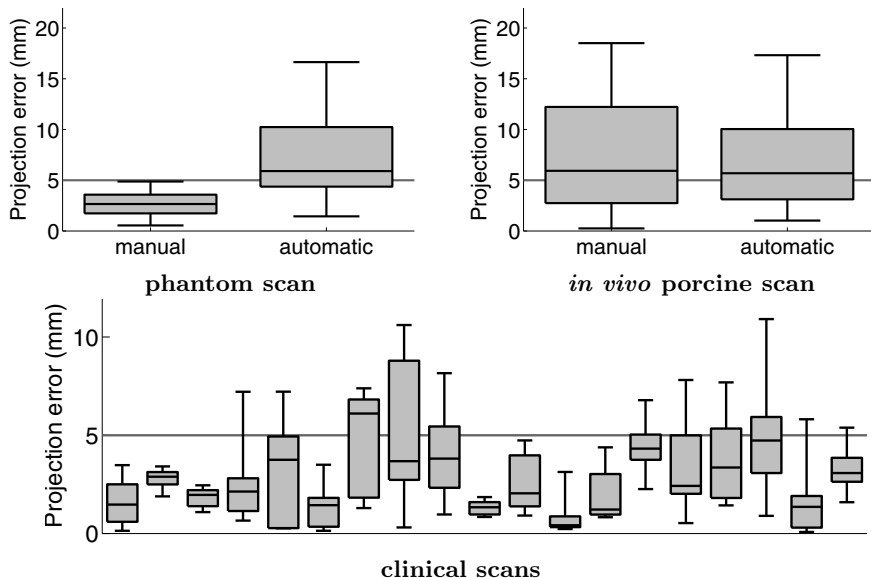 Projection error (mm)
20
15
10
5
0
manual
automatic
phantom scan
Projection error (mm)
20
15
10
5
0
manual
automatic
in vivo porcine scan
Projection error (mm)
10
5
0
clinical scans